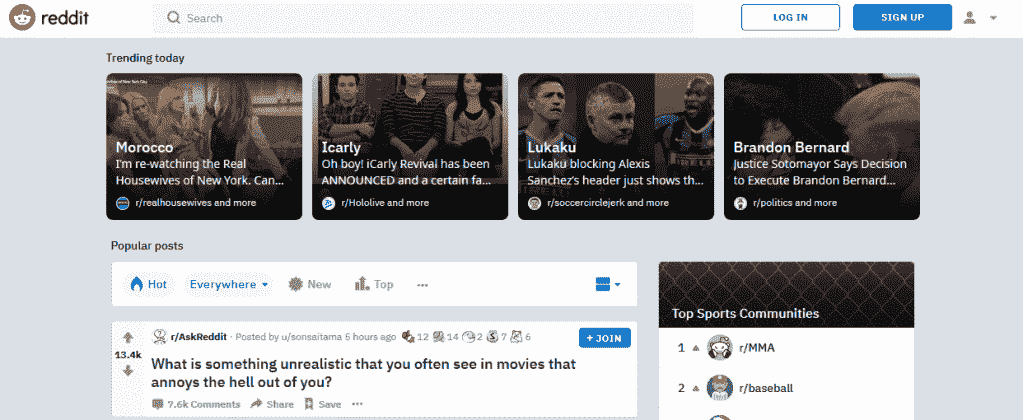 reddit
Search
LOG IN
SIGN UP
Trending today
Morocco
I'm re-watching the Real
Housewives of New York. Can...
r/realhousewives and more
Icarly
Oh boy! iCarly Revival has been
ANNOUNCED and a certain fa...
r/Hololive and more
Lukaku
Lukaku blocking Alexis
Sanchez's header just shows th...
r/soccercirclejerk and more
Brandon Bernard
Justice Sotomayor Says Decision
to Execute Brandon Bernard...
r/politics and more
Popular posts
Hot
Everywhere
New
Top
...
13.4k
r/AskReddit · Posted by u/sonsaitama 5 hours ago 12 14 2 7 6
+ JOIN
What is something unrealistic that you often see in movies that
annoys the hell out of you?
7.6k Comments
Share
Save
...
Top Sports Communities
1 r/MMA
2 r/baseball